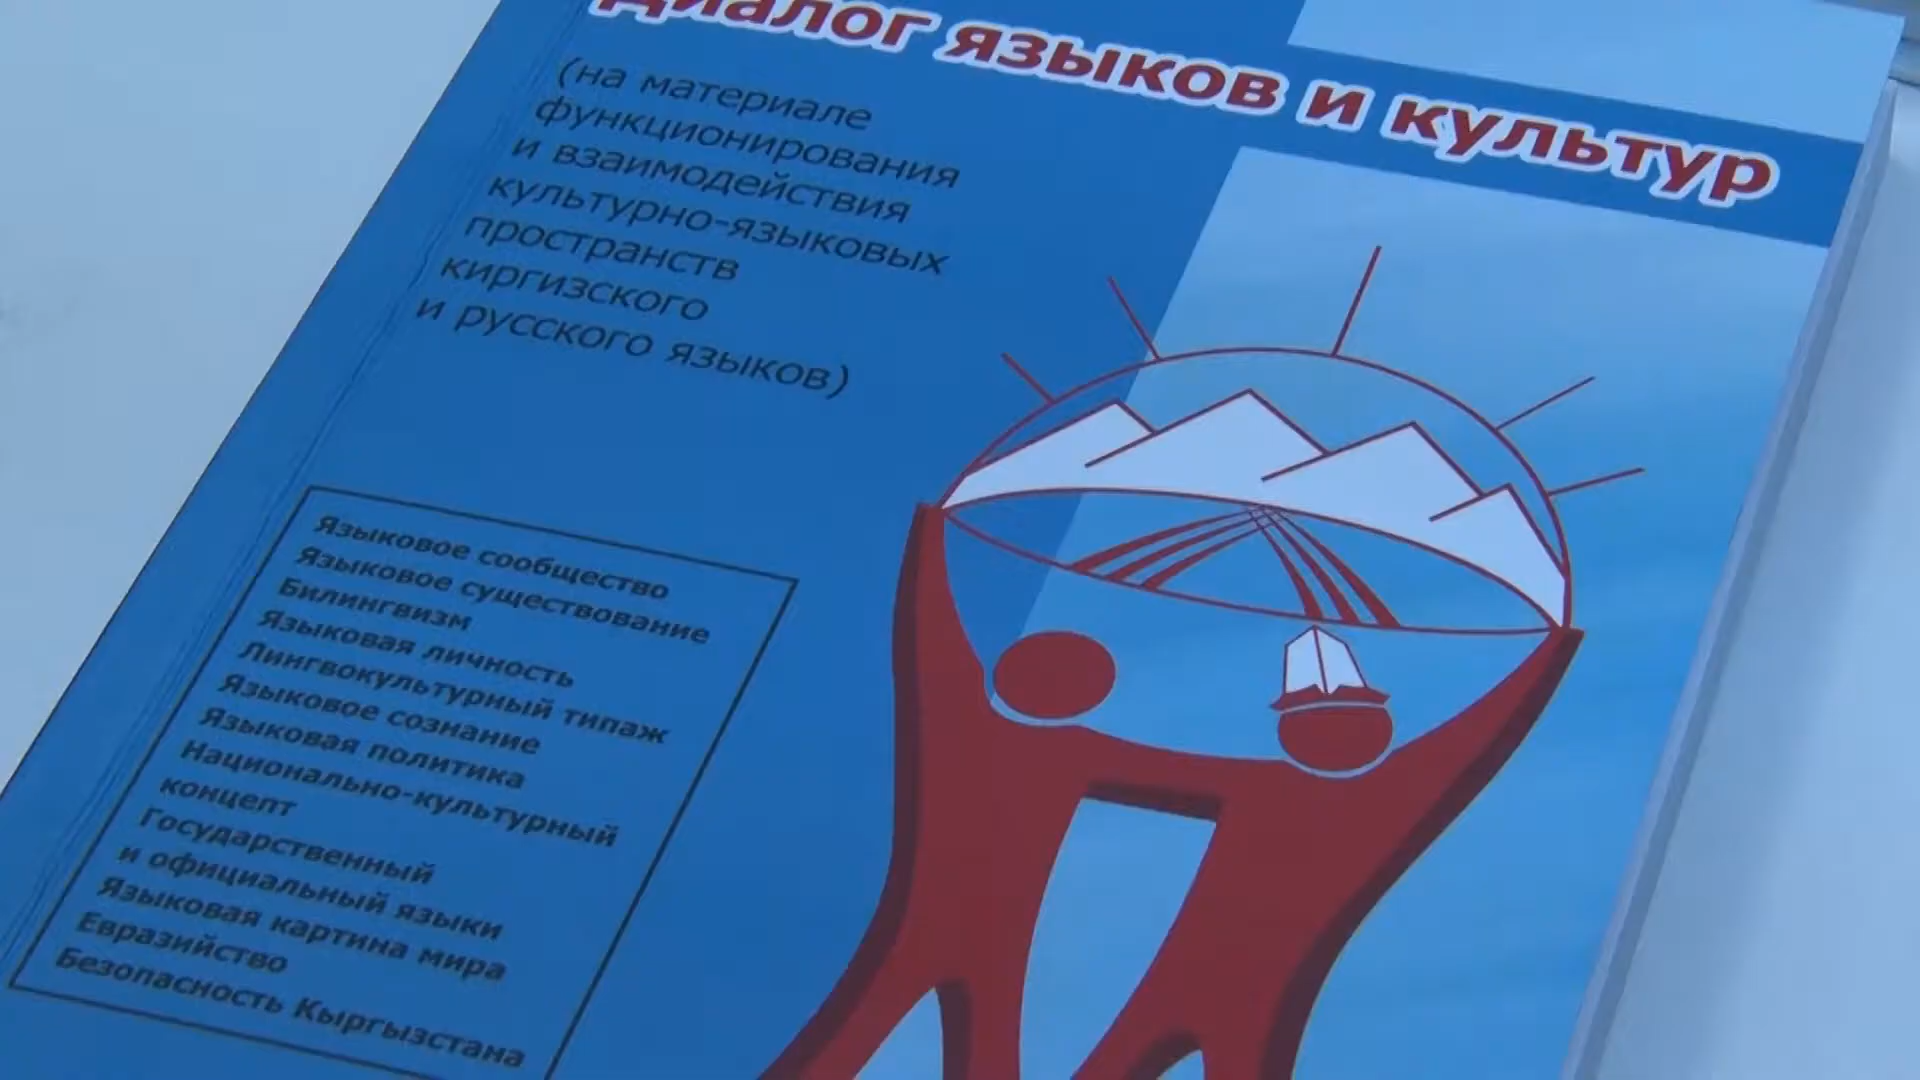 Диалог языков и культур
(на материале
функционирования
и взаимодействия
культурно-языковых
пространств
киргизского
и русского языков)
Языковое сообщество
Языковое существование
Билингвизм
Языковая личность
Лингвокультурный типаж
Языковое сознание
Языковая политика
Национально-культурный
концепт
Государственный
и официальный языки
Языковая картина мира
Евразийство
Безопасность Кыргызстана